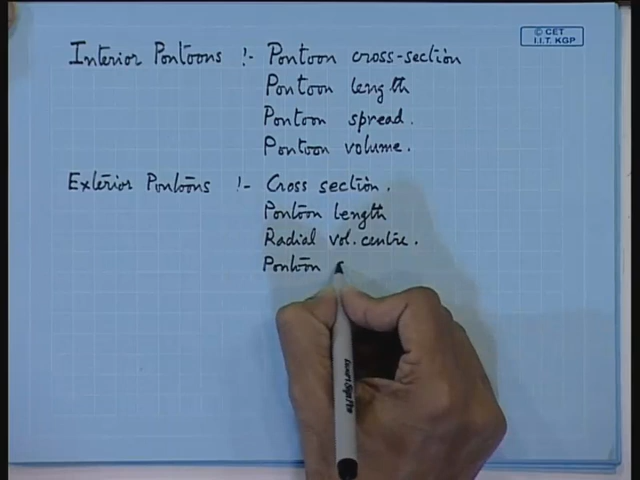 © CET
I.I.T. KGP
Interior Pontoons :- Pontoon cross-section
Pontoon length
Pontoon spread.
Pontoon volume.
Exterior Pontoons :- Cross section.
Pontoon length
Radial vol. centre.
Pontoon